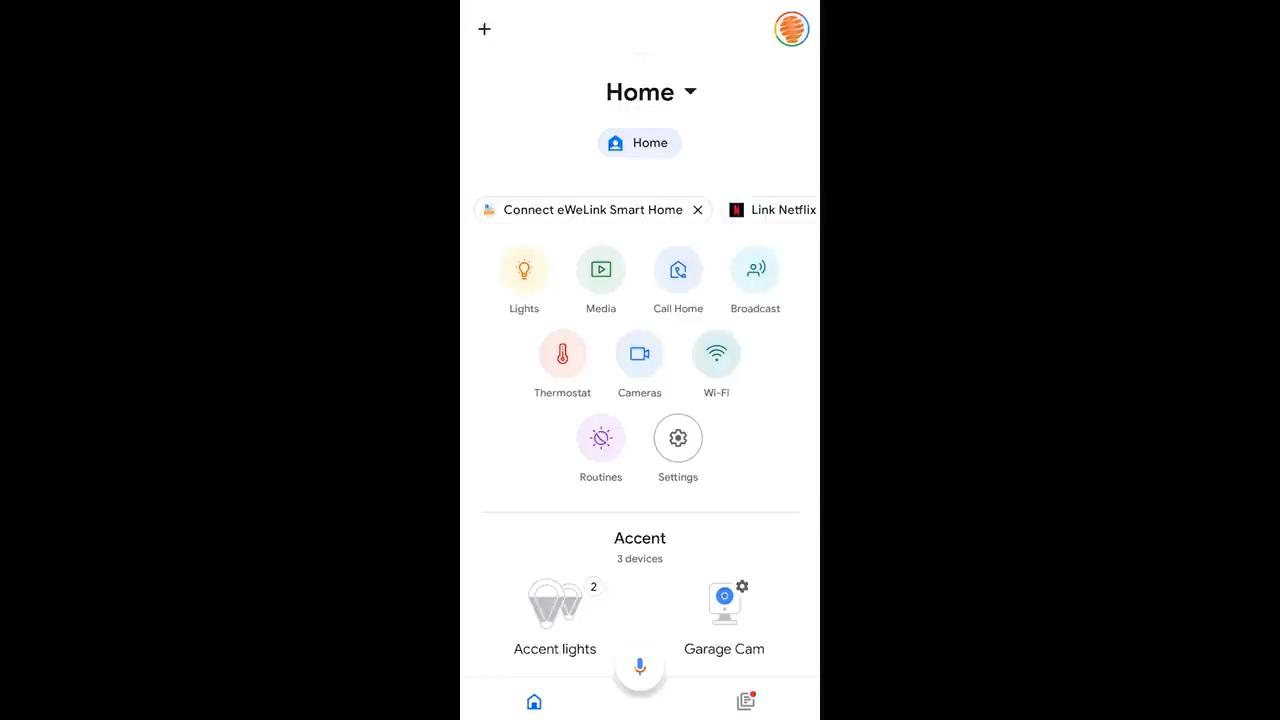 Home
Home
Connect eWeLink Smart Home
Link Netflix
Lights
Media
Call Home
Broadcast
Thermostat
Cameras
Wi-Fi
Routines
Settings
Accent
3 devices
2
Accent lights
Garage Cam